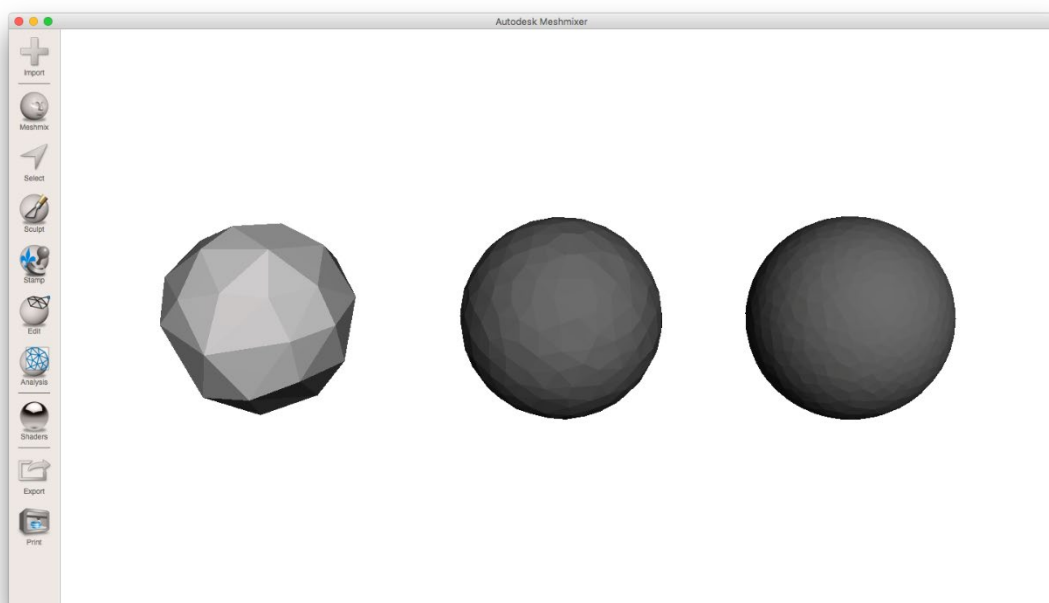 Autodesk Meshmixer
Import
Meshmix
Select
Sculpt
Stamp
Edit
Analysis
Shaders
Export
Print